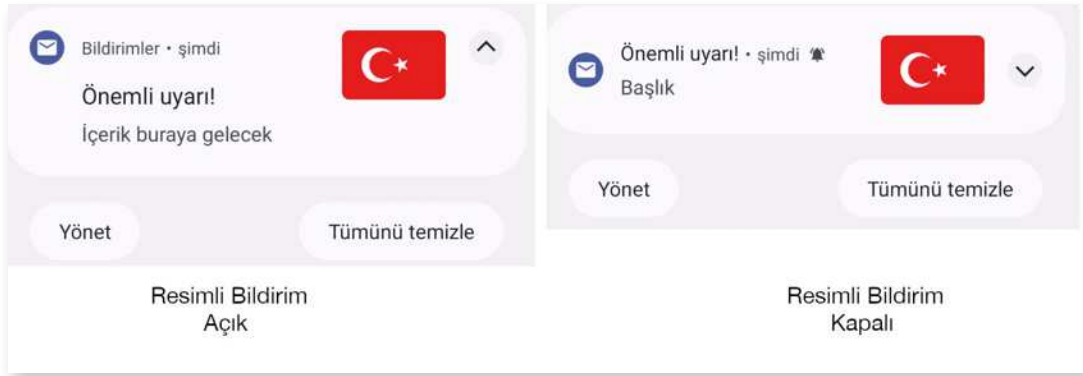 Bildirimler • şimdi
Önemli uyarı!
İçerik buraya gelecek
Yönet
Tümünü temizle
Resimli Bildirim
Açık
Önemli uyarı! • şimdi
Başlık
Yönet
Tümünü temizle
Resimli Bildirim
Kapalı